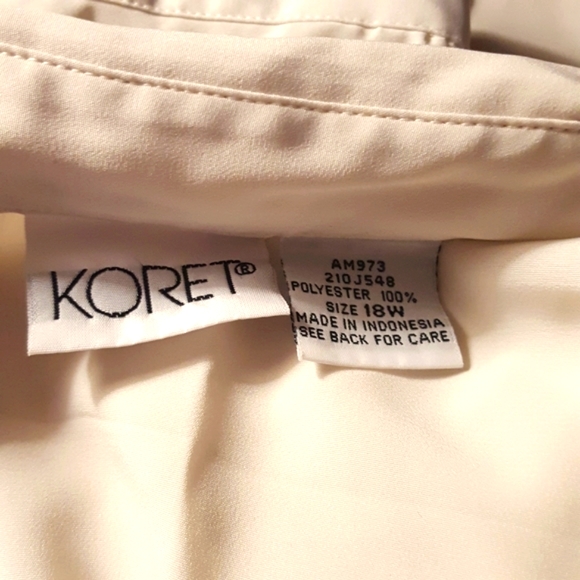 KORET®
AM973
210J548
POLYESTER 100%
SIZE 18W
MADE IN INDONESIA
SEE BACK FOR CARE